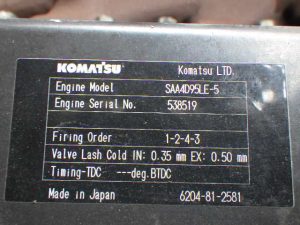 KOMATSU Komatsu LTD.
Engine Model SAA4D95LE-5
Engine Serial No. 538519
Firing Order 1-2-4-3
Valve Lash Cold IN: 0.35 mm EX: 0.50 mm
Timing-TDC ---deg.BTDC
Made in Japan 6204-81-2581